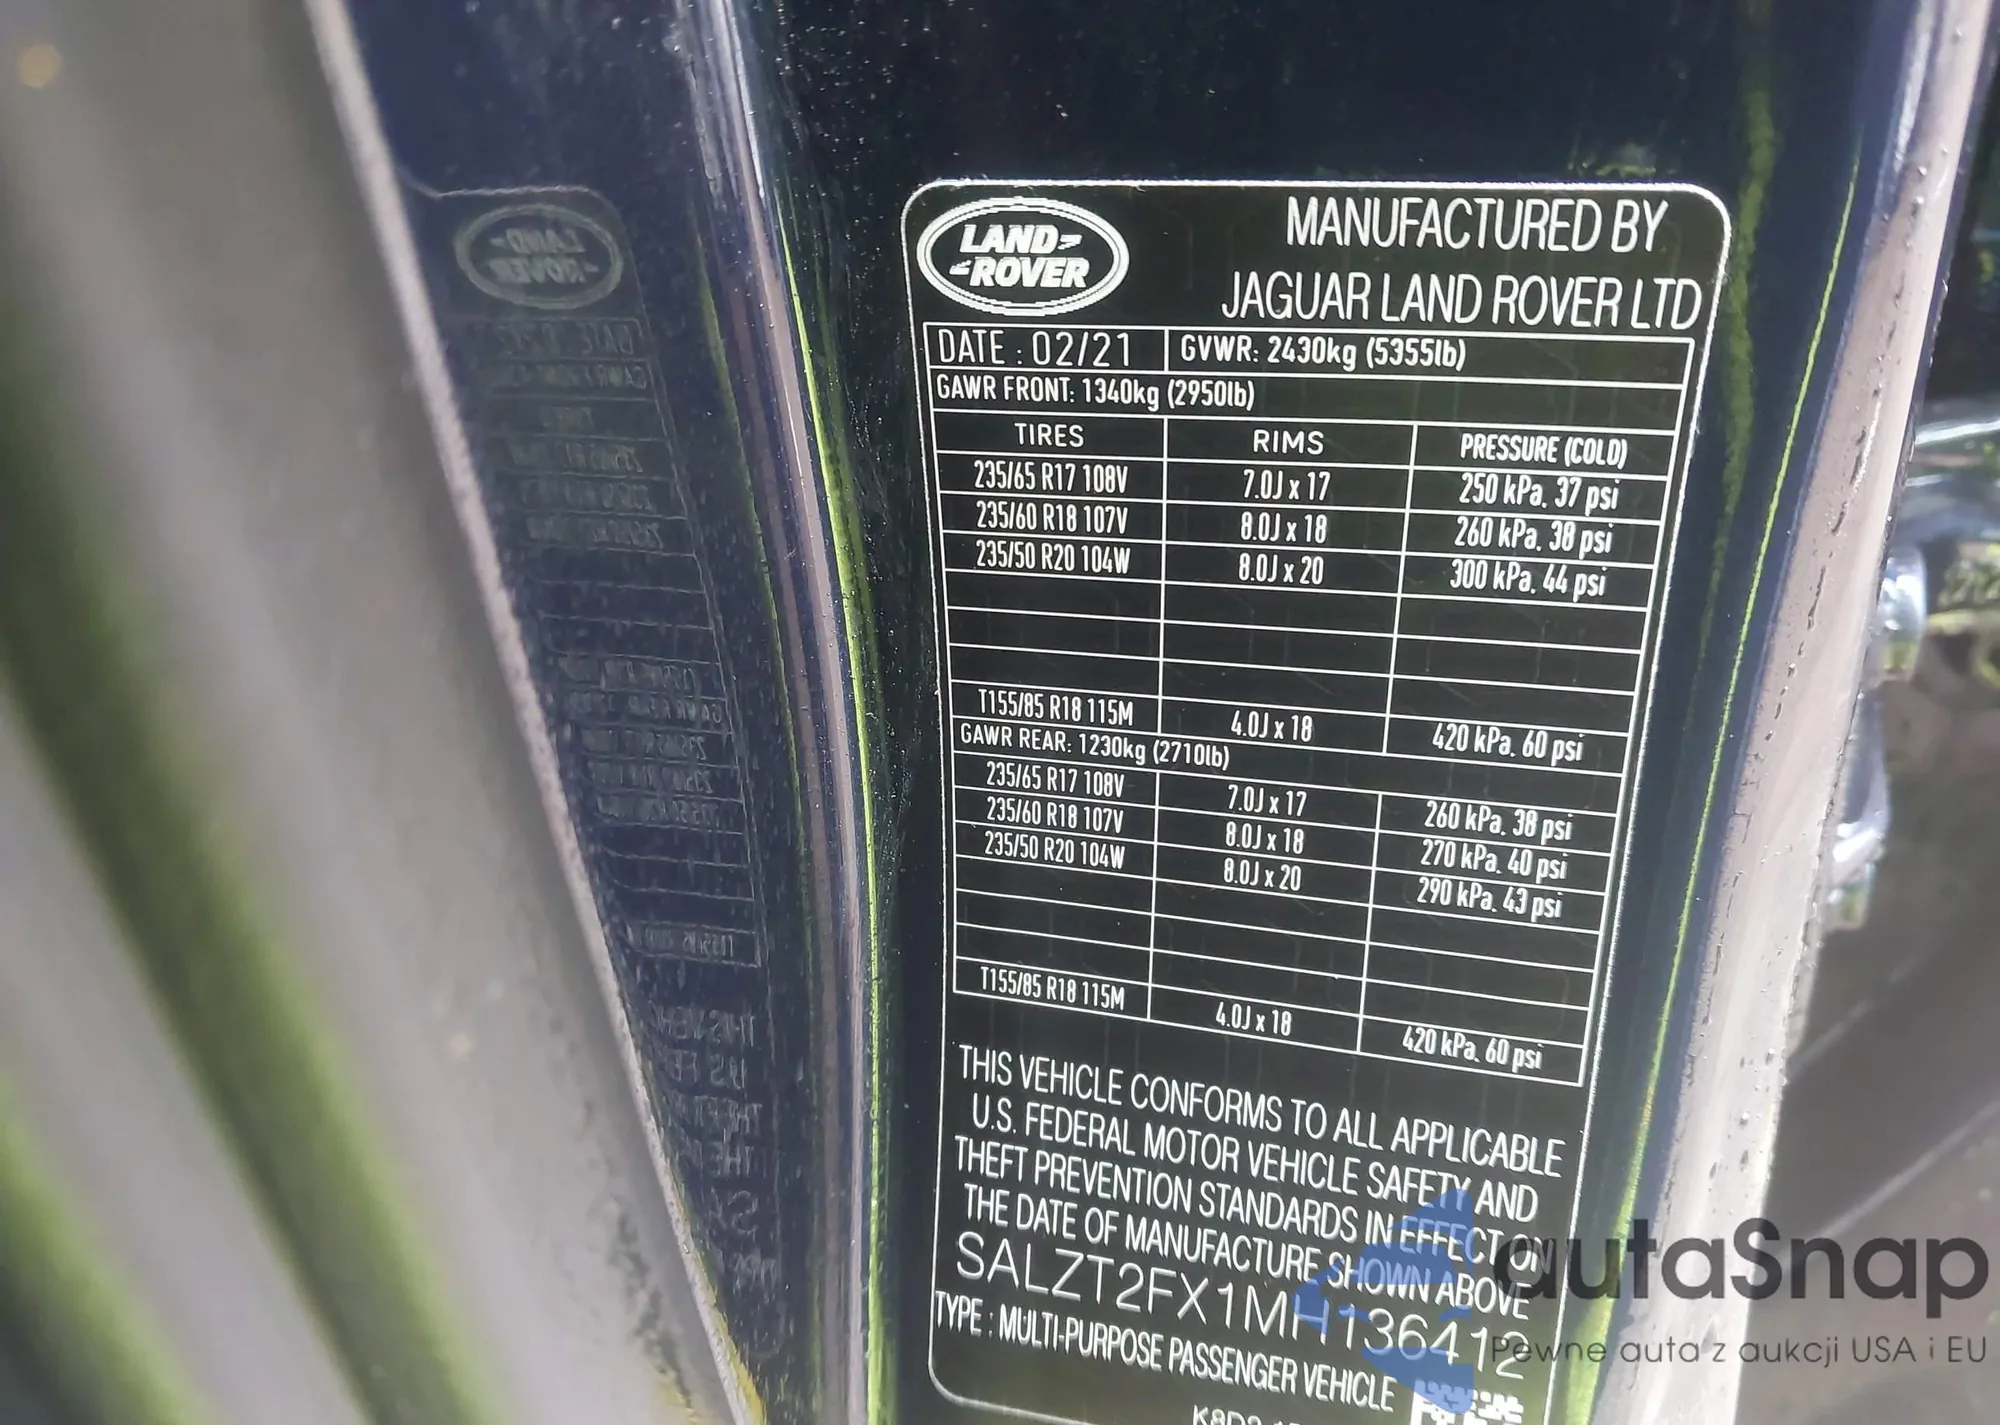 LAND-
-ROVER
MANUFACTURED BY
JAGUAR LAND ROVER LTD
DATE : 02/21 GVWR: 2430kg (5355lb)
GAWR FRONT: 1340kg (2950lb)
TIRES RIMS PRESSURE (COLD)
235/65 R17 108V 7.0J x 17 250 kPa. 37 psi
235/60 R18 107V 8.0J x 18 260 kPa. 38 psi
235/50 R20 104W 8.0J x 20 300 kPa. 44 psi
T155/85 R18 115M 4.0J x 18 420 kPa. 60 psi
GAWR REAR: 1230kg (2710lb)
235/65 R17 108V 7.0J x 17 260 kPa. 38 psi
235/60 R18 107V 8.0J x 18 270 kPa. 40 psi
235/50 R20 104W 8.0J x 20 290 kPa. 43 psi
T155/85 R18 115M 4.0J x 18 420 kPa. 60 psi
THIS VEHICLE CONFORMS TO ALL APPLICABLE
U.S. FEDERAL MOTOR VEHICLE SAFETY AND
THEFT PREVENTION STANDARDS IN EFFECT ON
THE DATE OF MANUFACTURE SHOWN ABOVE
SALZT2FX1MH136412
TYPE : MULTI-PURPOSE PASSENGER VEHICLE
autaSnap
Pewne auta z aukcji USA i EU